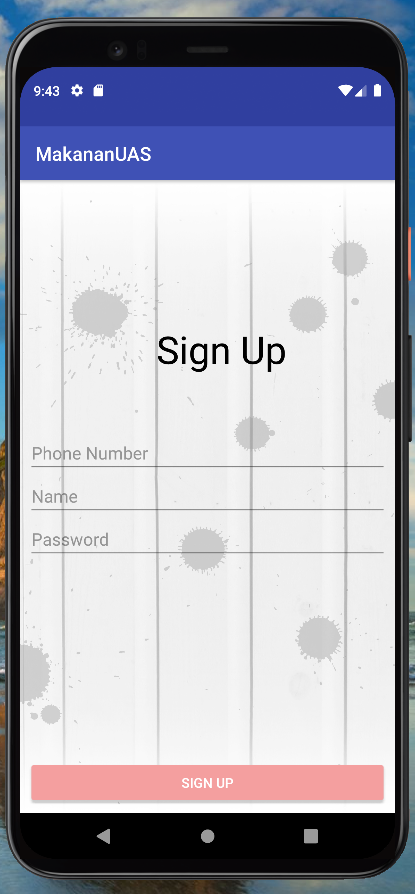 9:43
MakananUAS
Sign Up
Phone Number
Name
Password
SIGN UP